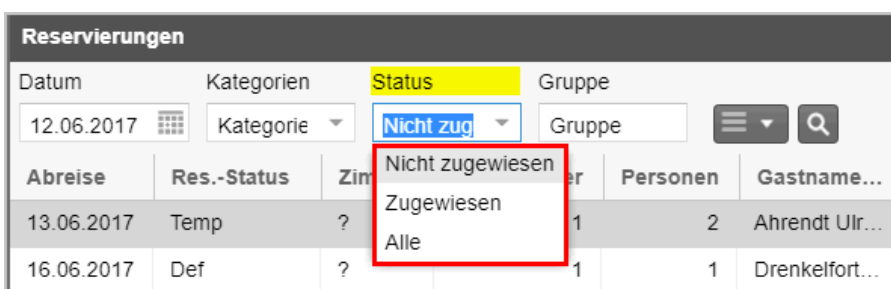 Reservierungen
Datum Kategorien Status Gruppe
12.06.2017 Kategorie Nicht zug Gruppe
Nicht zugewiesen
Zugewiesen
Alle
Abreise Res.-Status Zim er Personen Gastname...
13.06.2017 Temp ? 1 2 Ahrendt Ulr...
16.06.2017 Def ? 1 1 Drenkelfort...